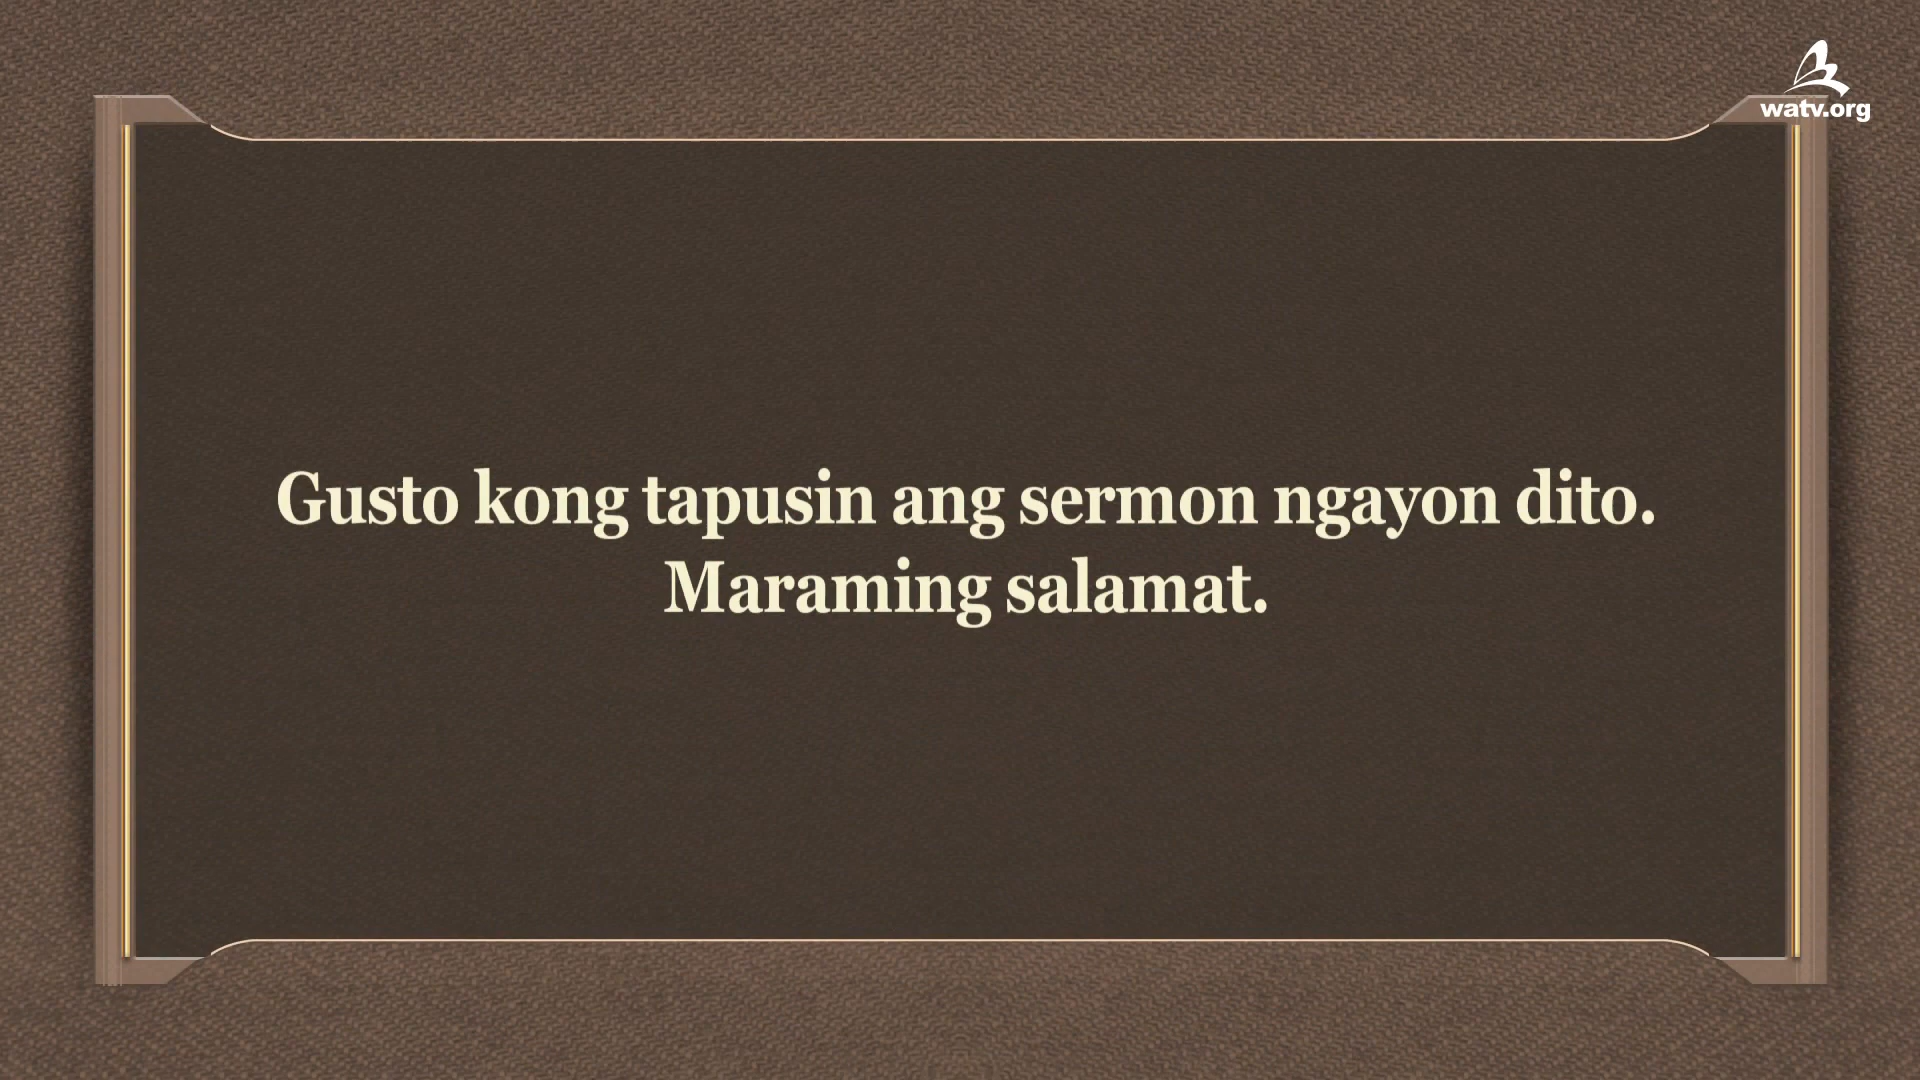 watv.org
Gusto kong tapusin ang sermon ngayon dito.
Maraming salamat.